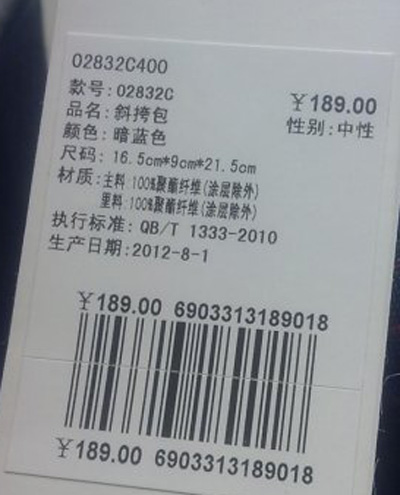 02832C400
款号:02832C
¥189.00
品名:斜挎包
性别:中性
颜色:暗蓝色
尺码: 16.5cm*9cm*21.5cm
材质:主料:100%聚酯纤维(涂层除外)
里料:100%聚酯纤维(涂层除外)
执行标准: QB/T 1333-2010
生产日期:2012-8-1
¥189.00 6903313189018
¥189.00 6903313189018